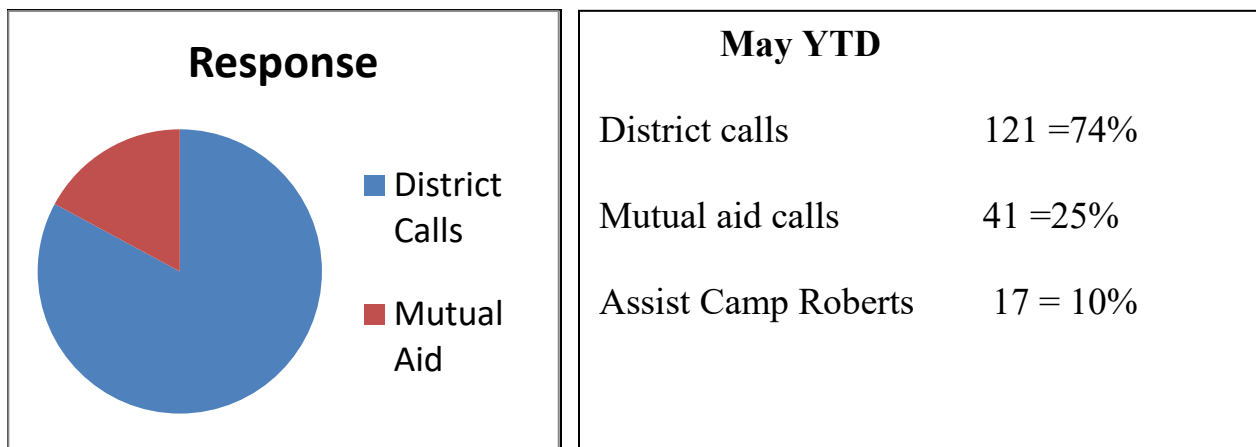 Response
District
Calls
Mutual
Aid
May YTD
District calls 121 =74%
Mutual aid calls 41 =25%
Assist Camp Roberts 17 = 10%